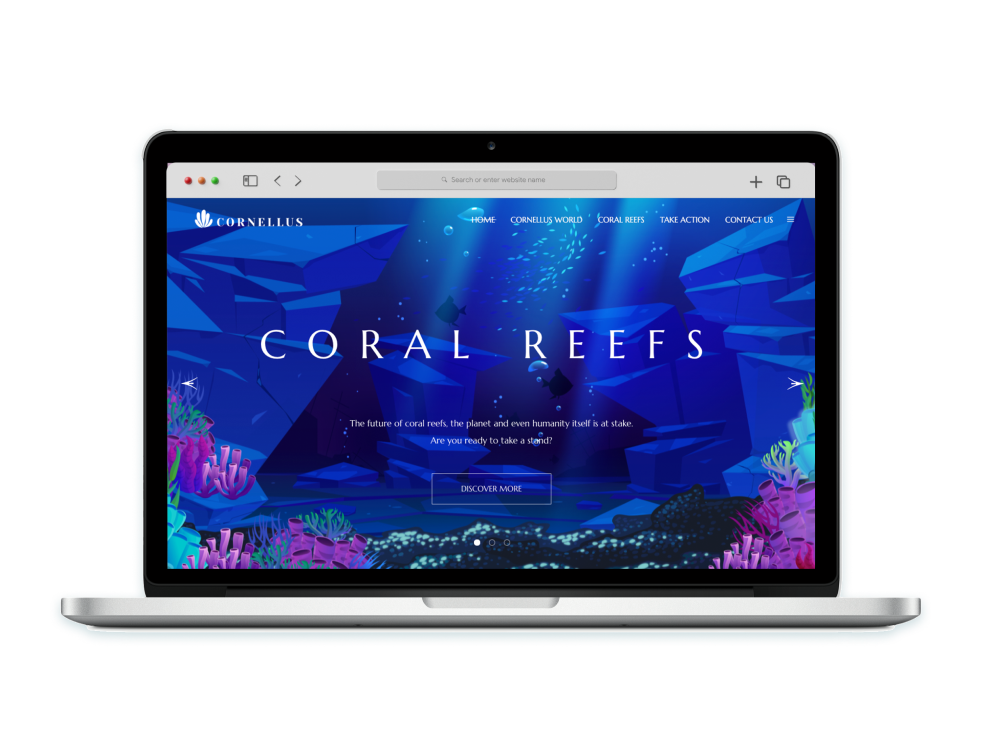 Search or enter website name
CORNELLUS
HOME CORNELLUS WORLD CORAL REEFS TAKE ACTION CONTACT US
CORAL REEFS
The future of coral reefs, the planet and even humanity itself is at stake.
Are you ready to take a stand?
DISCOVER MORE